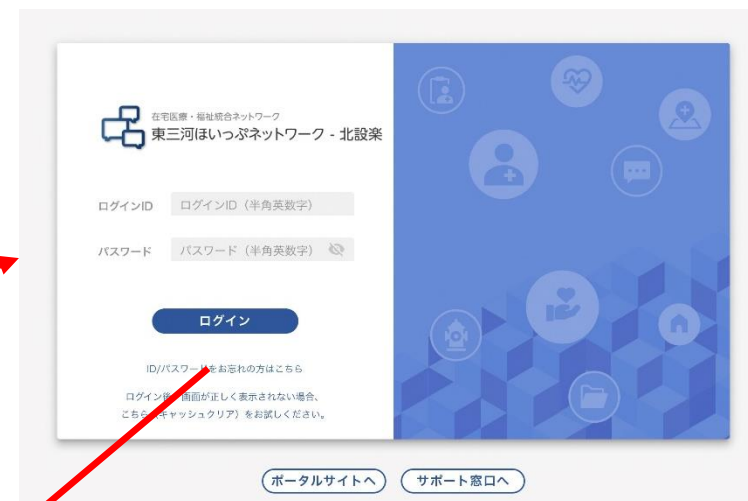 在宅医療・福祉統合ネットワーク
東三河ほいっぷネットワーク - 北設楽
ログインID ログインID（半角英数字）
パスワード パスワード（半角英数字）
ログイン
ID/パスワードをお忘れの方はこちら
ログイン後、画面が正しく表示されない場合、
こちら（キャッシュクリア）をお試しください。
ポータルサイトへ サポート窓口へ